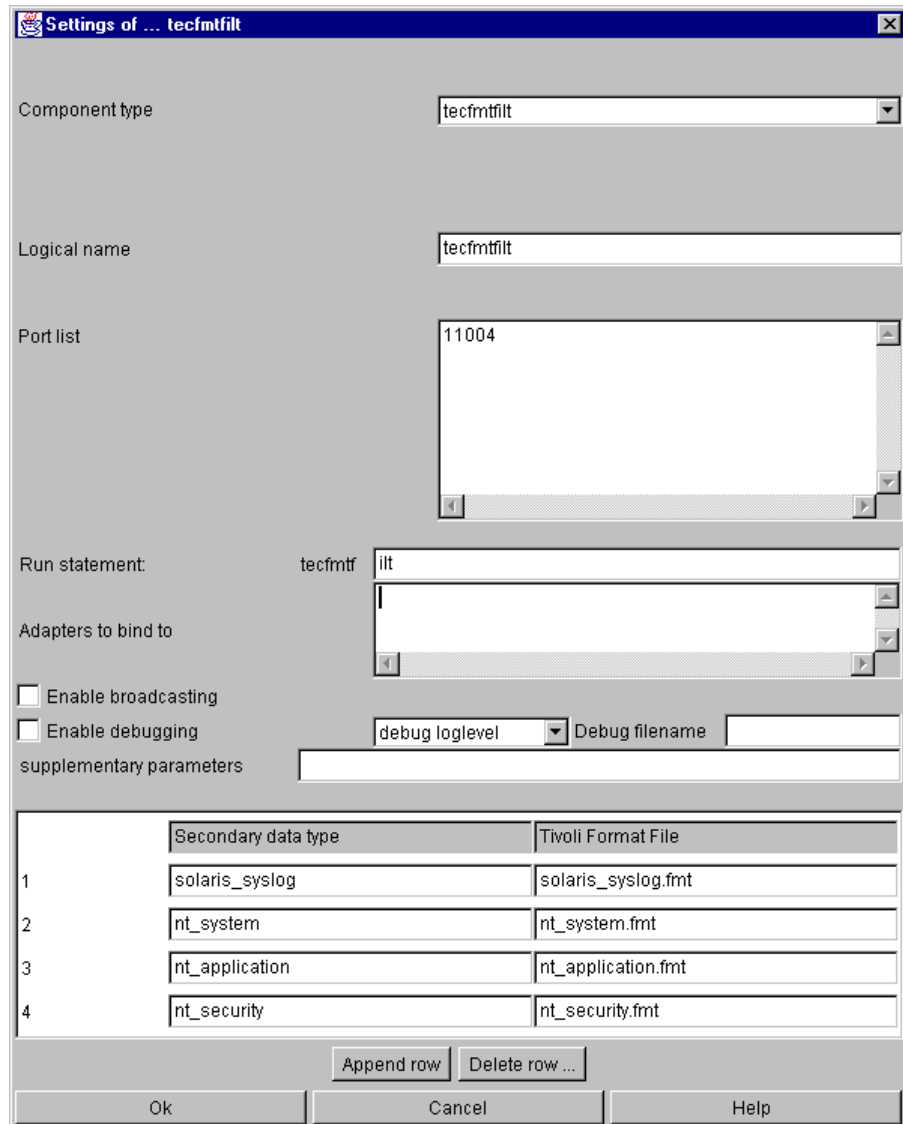 Settings of ... tecfmtfilt
Component type tecfmtfilt
Logical name tecfmtfilt
Port list 11004
Run statement: tecfmtf ilt
Adapters to bind to
Enable broadcasting
Enable debugging debug loglevel Debug filename
supplementary parameters
Secondary data type Tivoli Format File
1 solaris_syslog solaris_syslog.fmt
2 nt_system nt_system.fmt
3 nt_application nt_application.fmt
4 nt_security nt_security.fmt
Append row Delete row ...
Ok Cancel Help